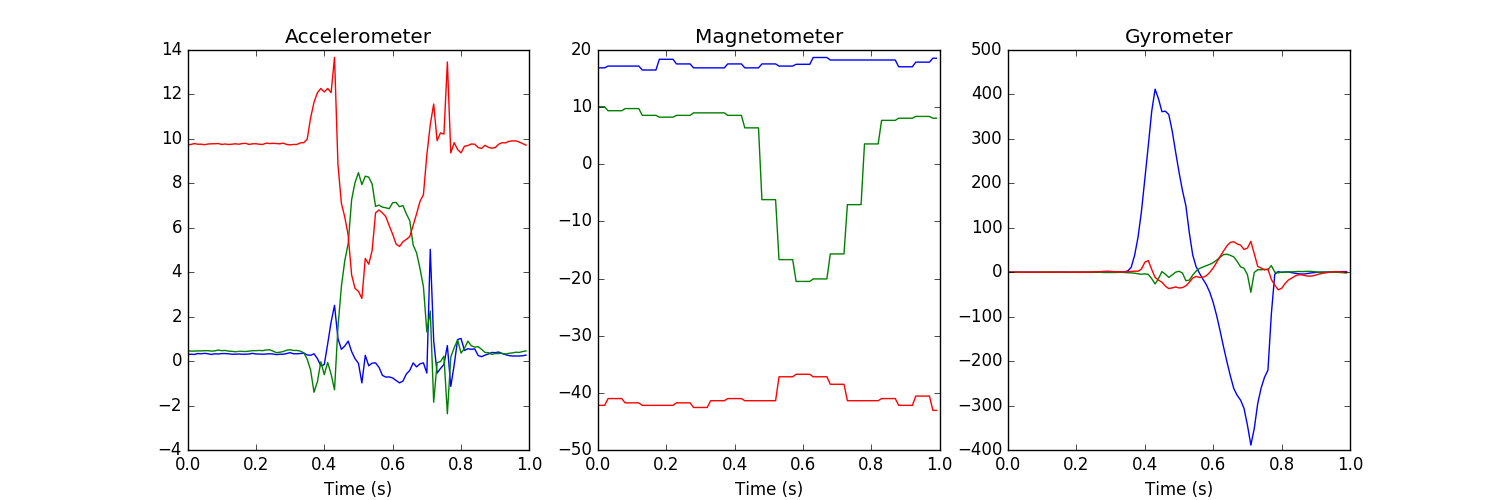 Accelerometer Magnetometer Gyrometer
14 20 500
12 10 400
10 0 300
8 −10 200
6 −20 100
4 −30 0
2 −40 −100
0 −50 −200
−2 −300
−4 −400
0.0 0.2 0.4 0.6 0.8 1.0 0.0 0.2 0.4 0.6 0.8 1.0 0.0 0.2 0.4 0.6 0.8 1.0
Time (s) Time (s) Time (s)